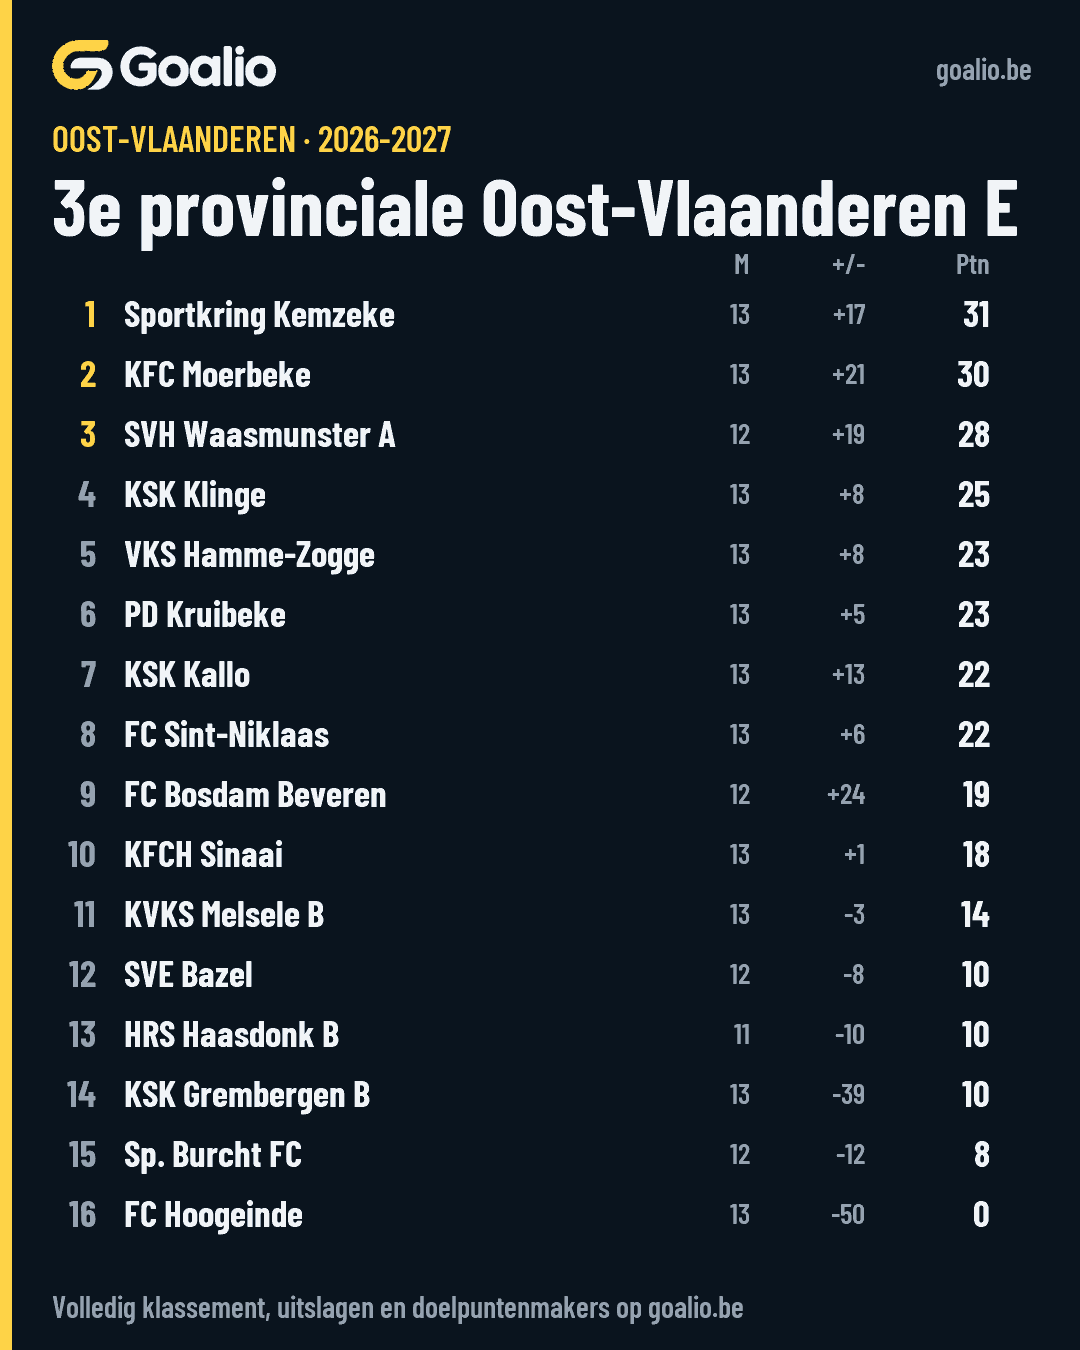 Goalio goalio.be
OOST-VLAANDEREN · 2026-2027
3e provinciale Oost-Vlaanderen E
M +/- Ptn
1 Sportkring Kemzeke 13 +17 31
2 KFC Moerbeke 13 +21 30
3 SVH Waasmunster A 12 +19 28
4 KSK Klinge 13 +8 25
5 VKS Hamme-Zogge 13 +8 23
6 PD Kruibeke 13 +5 23
7 KSK Kallo 13 +13 22
8 FC Sint-Niklaas 13 +6 22
9 FC Bosdam Beveren 12 +24 19
10 KFCH Sinaai 13 +1 18
11 KVKS Melsele B 13 -3 14
12 SVE Bazel 12 -8 10
13 HRS Haasdonk B 11 -10 10
14 KSK Grembergen B 13 -39 10
15 Sp. Burcht FC 12 -12 8
16 FC Hoogeinde 13 -50 0
Volledig klassement, uitslagen en doelpuntenmakers op goalio.be